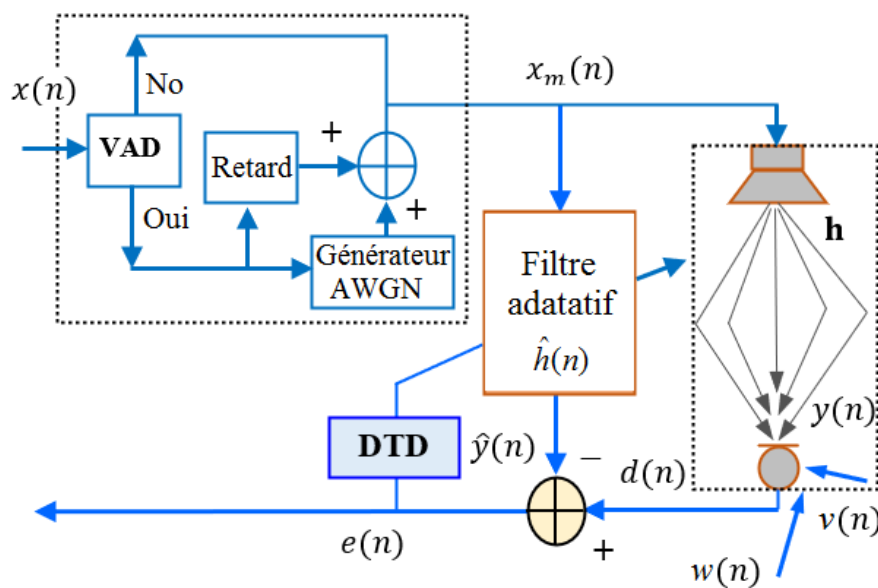 x(n)
No
VAD
Oui
Retard
+
+
Générateur
AWGN
x_m(n)
Filtre
adatatif
ĥ(n)
h
y(n)
DTD
ŷ(n)
−
d(n)
+
e(n)
v(n)
w(n)